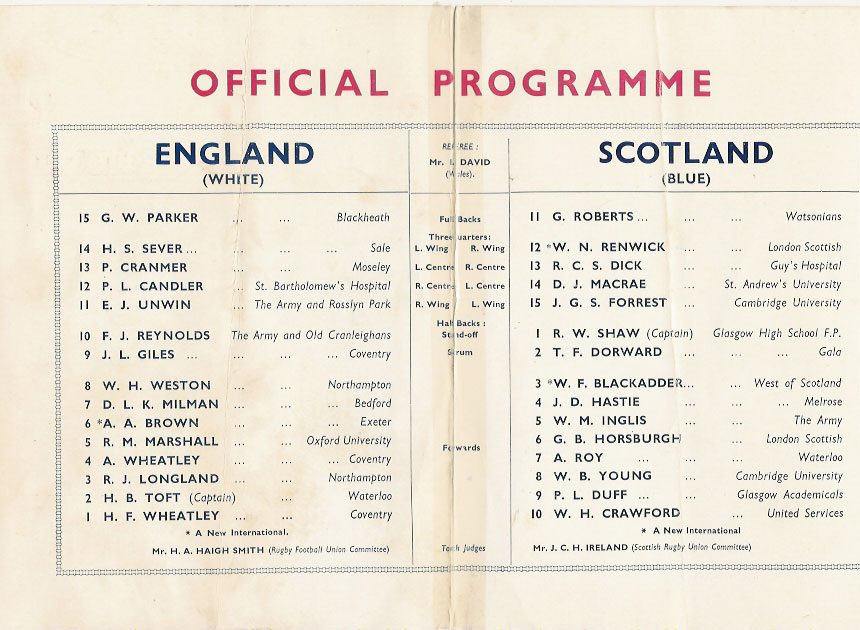 OFFICIAL PROGRAMME
ENGLAND
(WHITE)
15 G. W. PARKER ... ... Blackheath
14 H. S. SEVER ... ... ... ... Sale
13 P. CRANMER ... ... ... Moseley
12 P. L. CANDLER ... St. Bartholomew's Hospital
11 E. J. UNWIN ... The Army and Rosslyn Park
10 F. J. REYNOLDS The Army and Old Cranleighans
9 J. L. GILES ... ... ... ... Coventry
8 W. H. WESTON ... ... Northampton
7 D. L. K. MILMAN ... ... ... Bedford
6 *A. A. BROWN ... ... ... Exeter
5 R. M. MARSHALL ... ... Oxford University
4 A. WHEATLEY ... ... ... Coventry
3 R. J. LONGLAND ... ... Northampton
2 H. B. TOFT (Captain) ... Waterloo
1 H. F. WHEATLEY ... ... Coventry
* A New International.
Mr. H. A. HAIGH SMITH (Rugby Football Union Committee)
REFEREE :
Mr. DAVID
(Wales).
Full Backs
Three quarters:
L. Wing R. Wing
L. Centre R. Centre
R. Centre L. Centre
R. Wing L. Wing
Half Backs :
Stand-off
Scrum
Forwards
Touch Judges
SCOTLAND
(BLUE)
11 G. ROBERTS ... ... ... Watsonians
12 *W. N. RENWICK ... London Scottish
13 R. C. S. DICK ... ... Guy's Hospital
14 D. J. MACRAE ... St. Andrew's University
15 J. G. S. FORREST ... Cambridge University
1 R. W. SHAW (Captain) Glasgow High School F.P.
2 T. F. DORWARD ... ... ... Gala
3 *W. F. BLACKADDER... ... West of Scotland
4 J. D. HASTIE ... ... ... Melrose
5 W. M. INGLIS ... ... The Army
6 G. B. HORSBURGH ... London Scottish
7 A. ROY ... ... ... Waterloo
8 W. B. YOUNG ... Cambridge University
9 P. L. DUFF ... ... Glasgow Academicals
10 W. H. CRAWFORD ... United Services
* A New International
Mr. J. C. H. IRELAND (Scottish Rugby Union Committee)